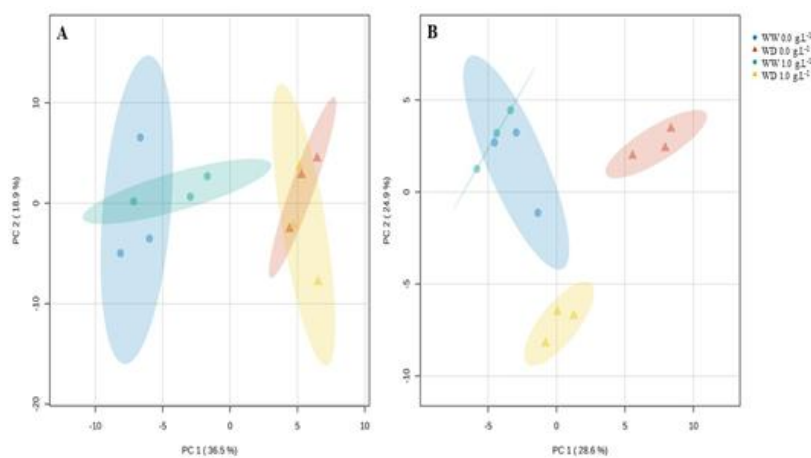 A
B
WW 0.0 g.L⁻¹
WD 0.0 g.L⁻¹
WW 1.0 g.L⁻¹
WD 1.0 g.L⁻¹
10
0
-10
-20
PC 2 ( 18.9 %)
-10
-5
0
5
10
PC 1 ( 36.5 %)
5
0
-5
-10
PC 2 ( 24.9 %)
-5
0
5
10
PC 1 ( 28.6 %)